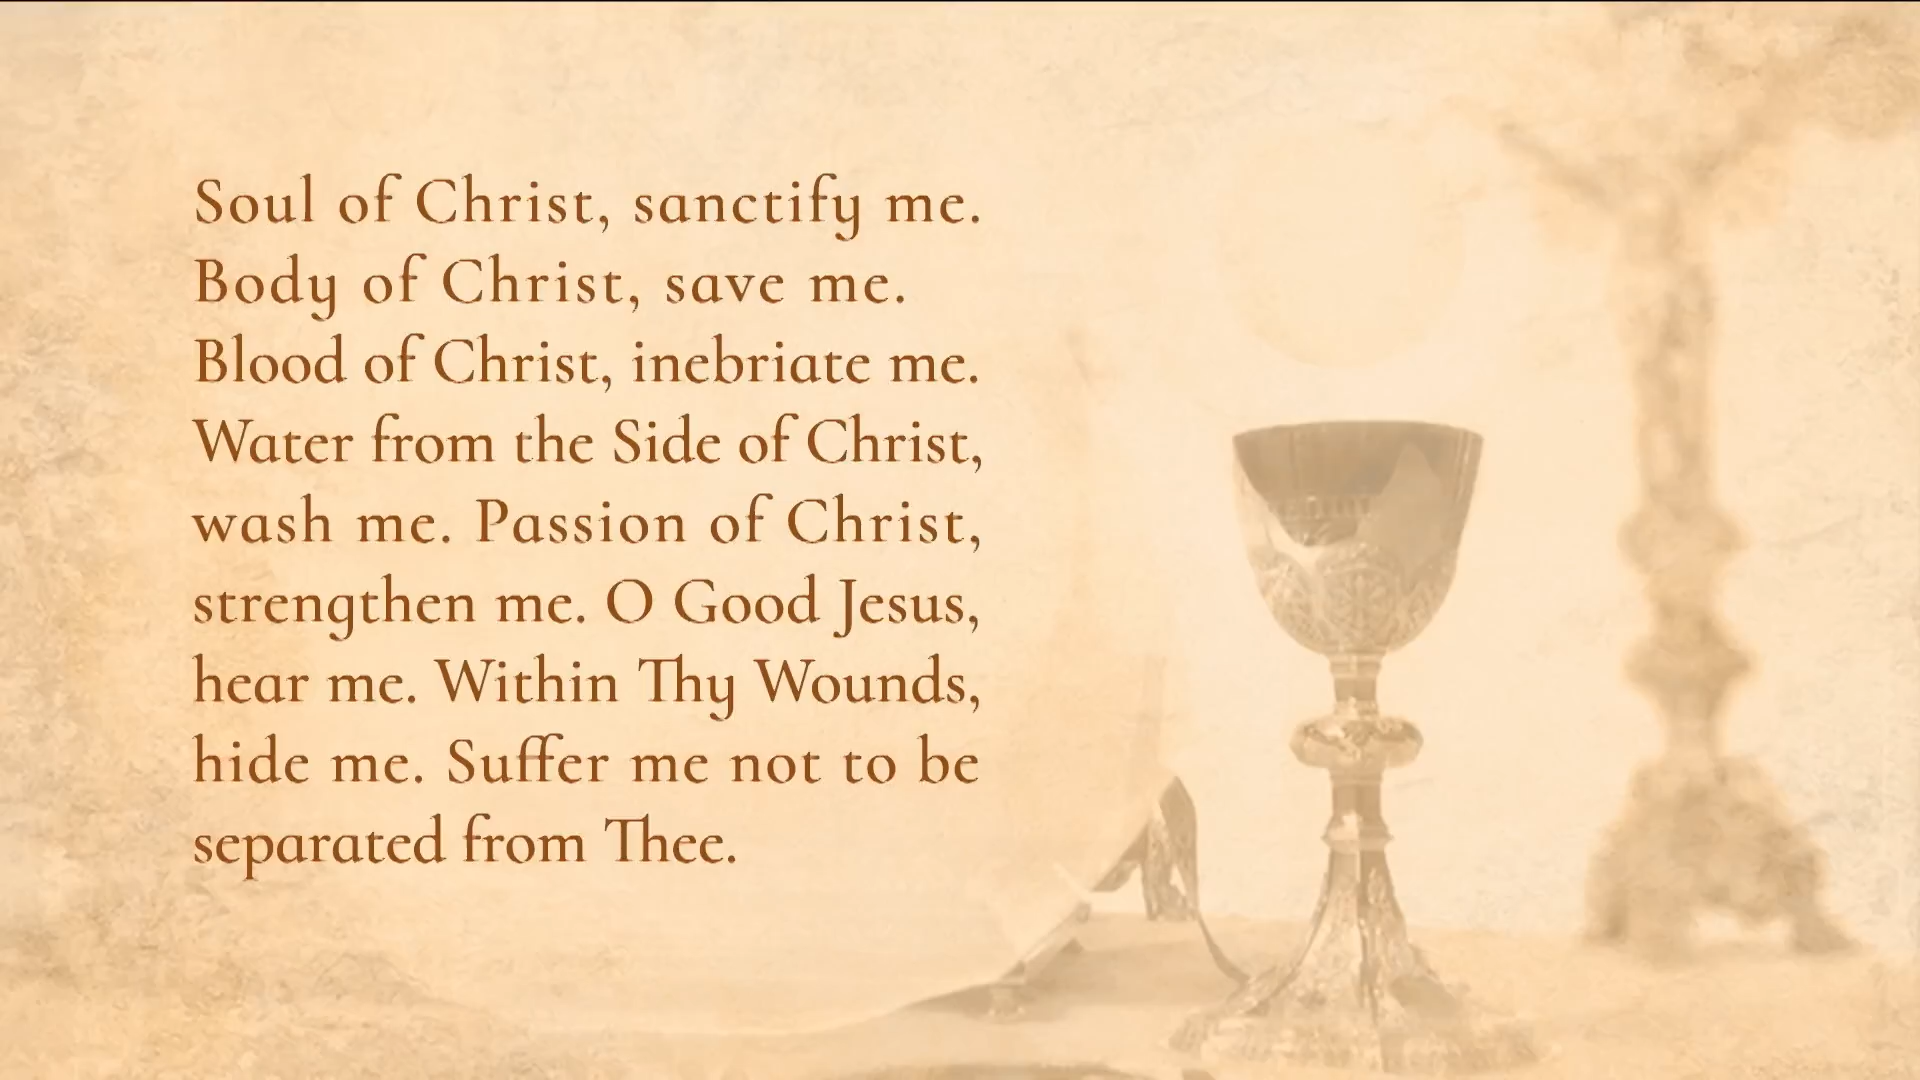 Soul of Christ, sanctify me.
Body of Christ, save me.
Blood of Christ, inebriate me.
Water from the Side of Christ,
wash me. Passion of Christ,
strengthen me. O Good Jesus,
hear me. Within Thy Wounds,
hide me. Suffer me not to be
separated from Thee.